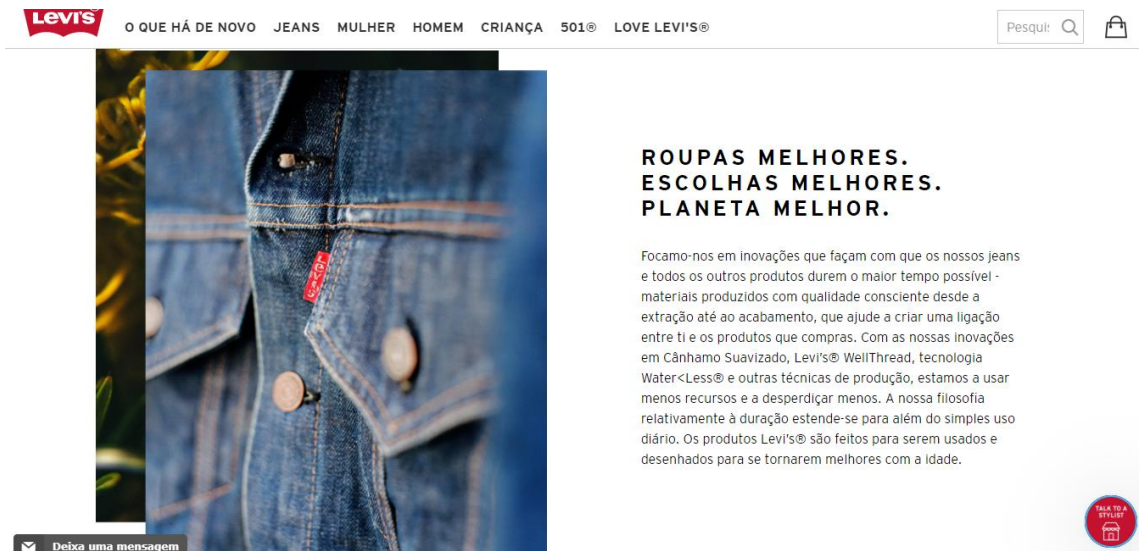 Levi's
O QUE HÁ DE NOVO JEANS MULHER HOMEM CRIANÇA 501® LOVE LEVI'S®
Pesqui:
ROUPAS MELHORES.
ESCOLHAS MELHORES.
PLANETA MELHOR.
Focamo-nos em inovações que façam com que os nossos jeans
e todos os outros produtos durem o maior tempo possível -
materiais produzidos com qualidade consciente desde a
extração até ao acabamento, que ajude a criar uma ligação
entre ti e os produtos que compras. Com as nossas inovações
em Cânhamo Suavizado, Levi's® WellThread, tecnologia
Water<Less® e outras técnicas de produção, estamos a usar
menos recursos e a desperdiçar menos. A nossa filosofia
relativamente à duração estende-se para além do simples uso
diário. Os produtos Levi's® são feitos para serem usados e
desenhados para se tornarem melhores com a idade.
LEVI'S
TALK TO A
STYLIST
Deixa uma mensagem